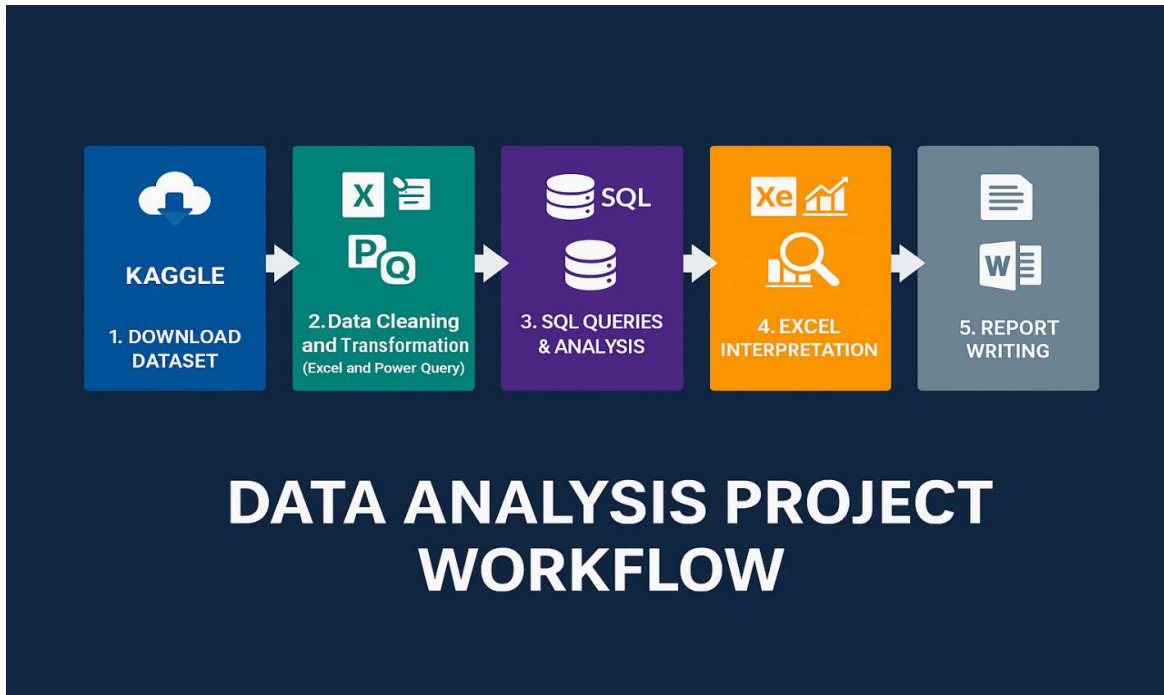 KAGGLE
1. DOWNLOAD
DATASET
X
P
Q
2. Data Cleaning
and Transformation
(Excel and Power Query)
SQL
3. SQL QUERIES
& ANALYSIS
Xe
4. EXCEL
INTERPRETATION
W
5. REPORT
WRITING
DATA ANALYSIS PROJECT
WORKFLOW